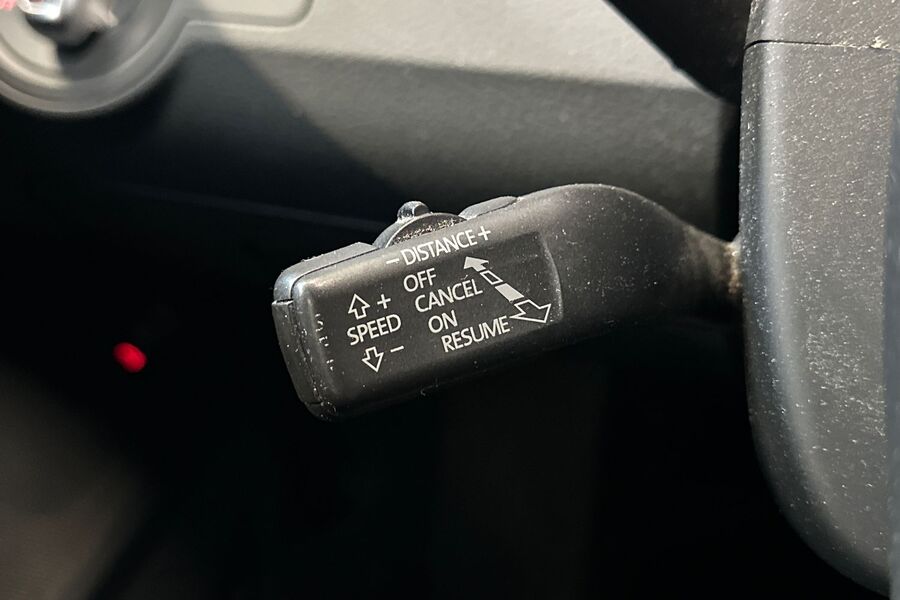 - DISTANCE +
OFF
CANCEL
ON
RESUME
+
SPEED
-